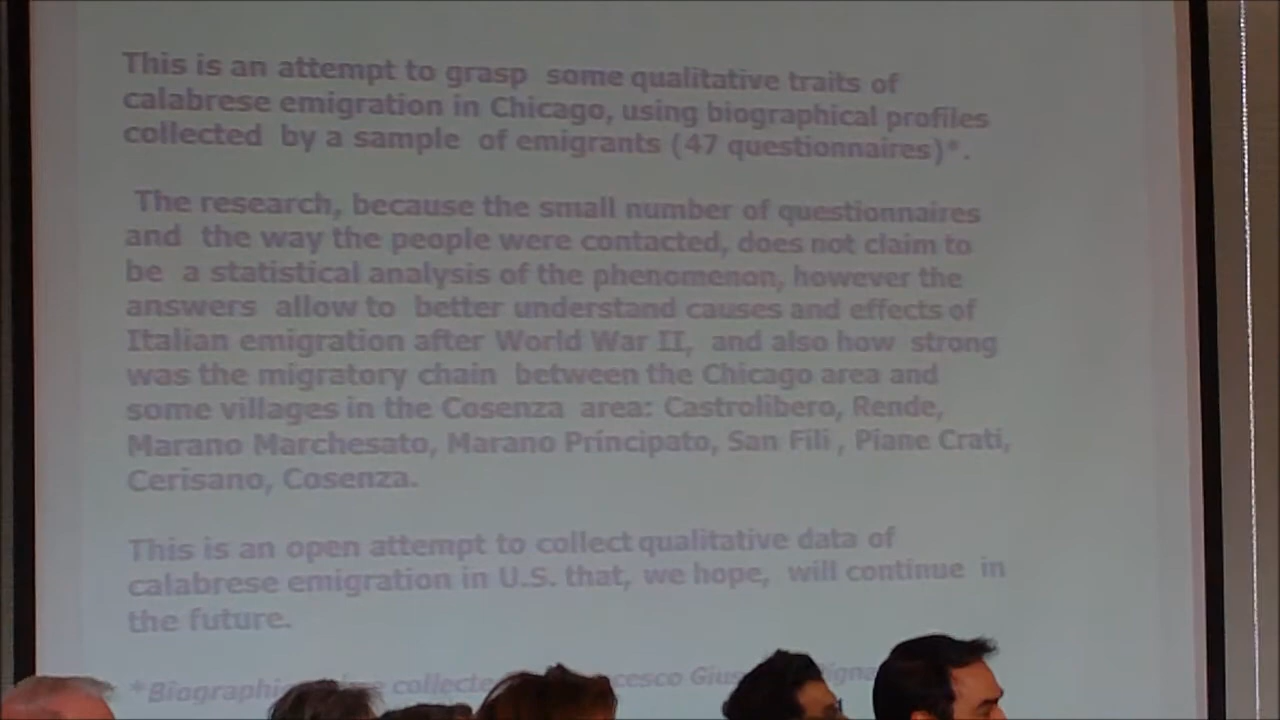 This is an attempt to grasp some qualitative traits of
calabrese emigration in Chicago, using biographical profiles
collected by a sample of emigrants (47 questionnaires)*.
The research, because the small number of questionnaires
and the way the people were contacted, does not claim to
be a statistical analysis of the phenomenon, however the
answers allow to better understand causes and effects of
Italian emigration after World War II, and also how strong
was the migratory chain between the Chicago area and
some villages in the Cosenza area: Castrolibero, Rende,
Marano Marchesato, Marano Principato, San Fili , Piane Crati,
Cerisano, Cosenza.
This is an open attempt to collect qualitative data of
calabrese emigration in U.S. that, we hope, will continue in
the future.